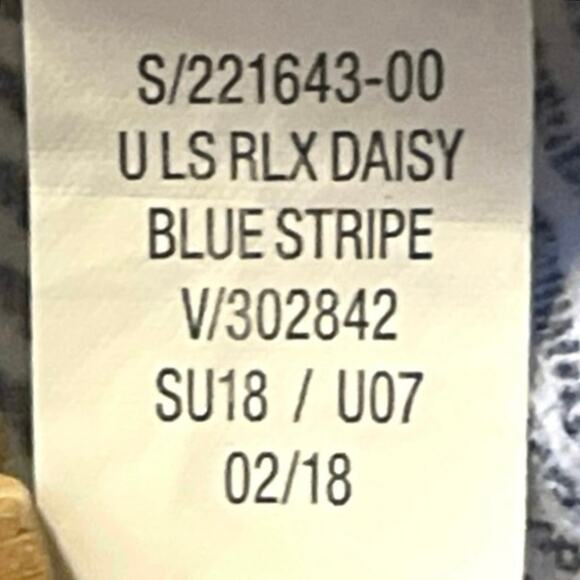 S/221643-00
U LS RLX DAISY
BLUE STRIPE
V/302842
SU18 / U07
02/18